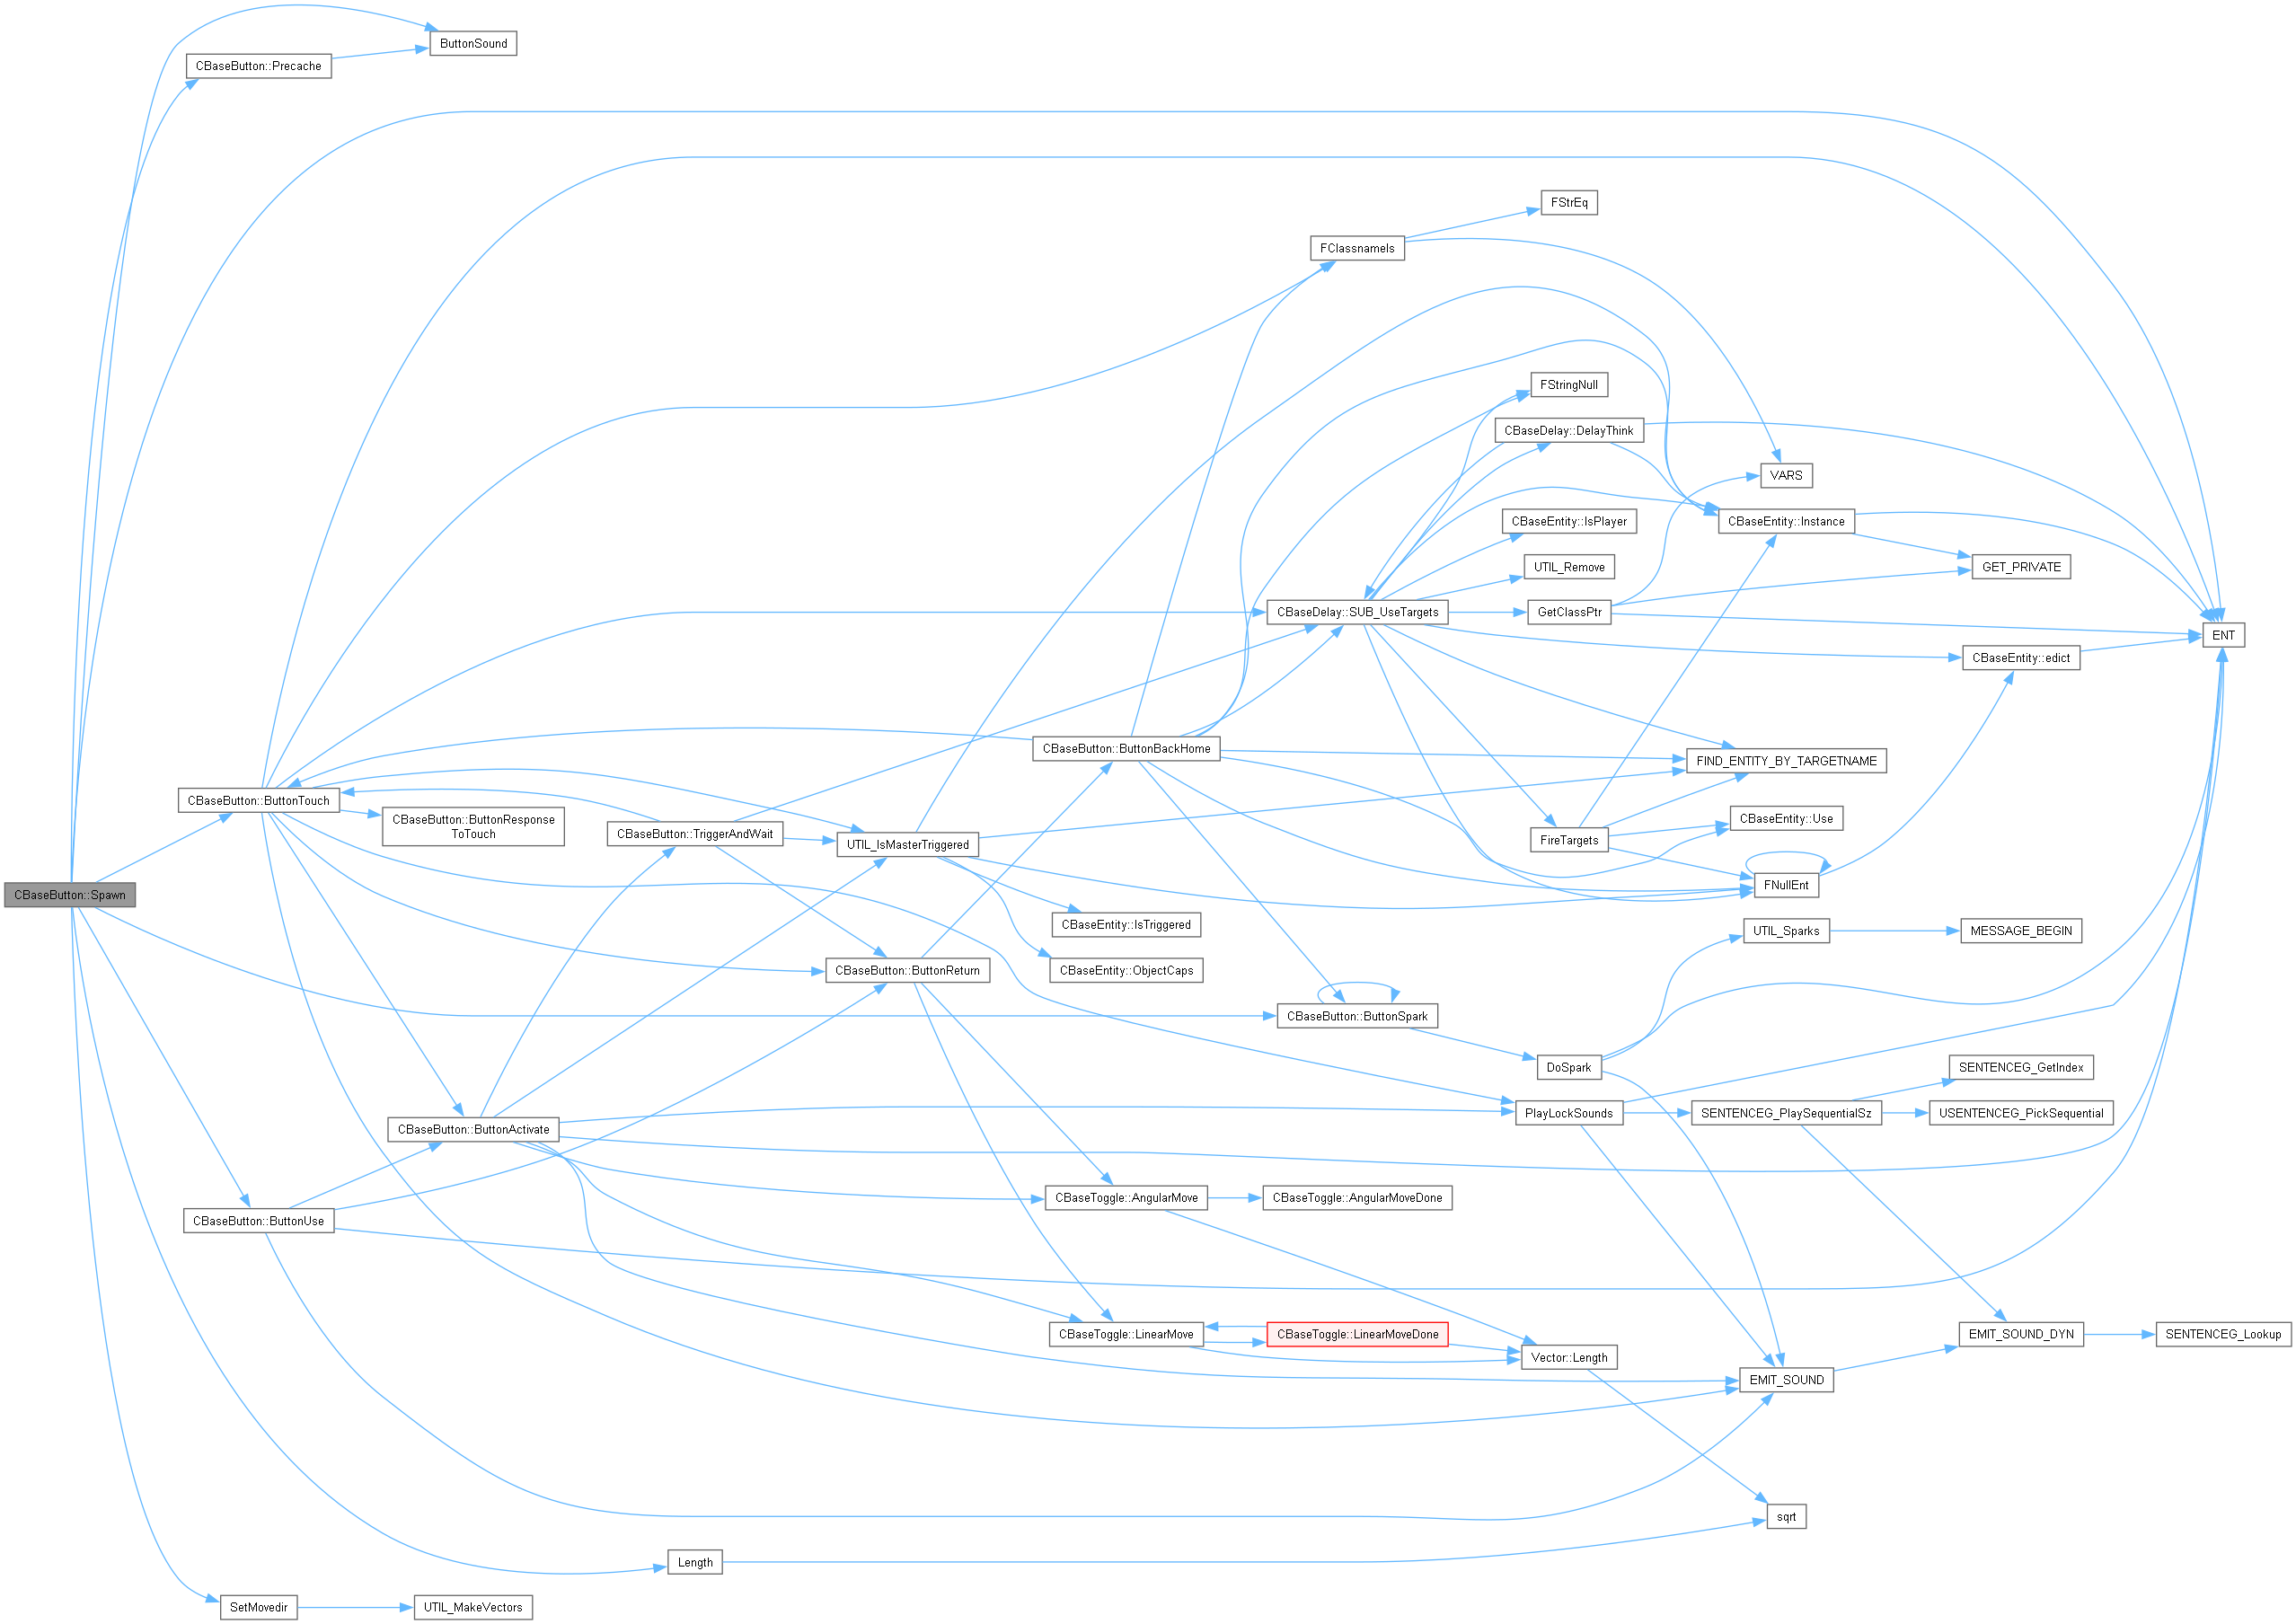 ButtonSound
CBaseButton::Precache
FStrEq
FClassnameIs
FStringNull
CBaseDelay::DelayThink
VARS
CBaseEntity::IsPlayer
CBaseEntity::Instance
UTIL_Remove
GET_PRIVATE
CBaseDelay::SUB_UseTargets
GetClassPtr
ENT
CBaseEntity::edict
CBaseButton::ButtonBackHome
FIND_ENTITY_BY_TARGETNAME
CBaseButton::ButtonTouch
CBaseButton::ButtonResponse
ToTouch
CBaseButton::TriggerAndWait
UTIL_IsMasterTriggered
FireTargets
CBaseEntity::Use
FNullEnt
CBaseButton::Spawn
CBaseEntity::IsTriggered
UTIL_Sparks
MESSAGE_BEGIN
CBaseButton::ButtonReturn
CBaseEntity::ObjectCaps
CBaseButton::ButtonSpark
DoSpark
SENTENCEG_GetIndex
PlayLockSounds
SENTENCEG_PlaySequentialSz
USENTENCEG_PickSequential
CBaseButton::ButtonActivate
CBaseToggle::AngularMove
CBaseToggle::AngularMoveDone
CBaseButton::ButtonUse
CBaseToggle::LinearMove
CBaseToggle::LinearMoveDone
EMIT_SOUND_DYN
SENTENCEG_Lookup
Vector::Length
EMIT_SOUND
sqrt
Length
SetMovedir
UTIL_MakeVectors